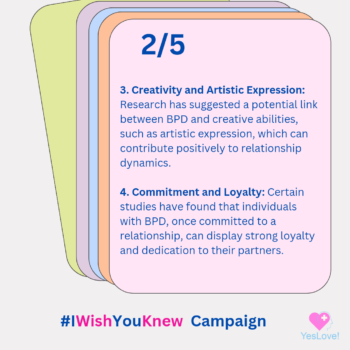 2/5
3. Creativity and Artistic Expression:
Research has suggested a potential link
between BPD and creative abilities,
such as artistic expression, which can
contribute positively to relationship
dynamics.
4. Commitment and Loyalty: Certain
studies have found that individuals
with BPD, once committed to a
relationship, can display strong loyalty
and dedication to their partners.
#IWishYouKnew Campaign
YesLove!